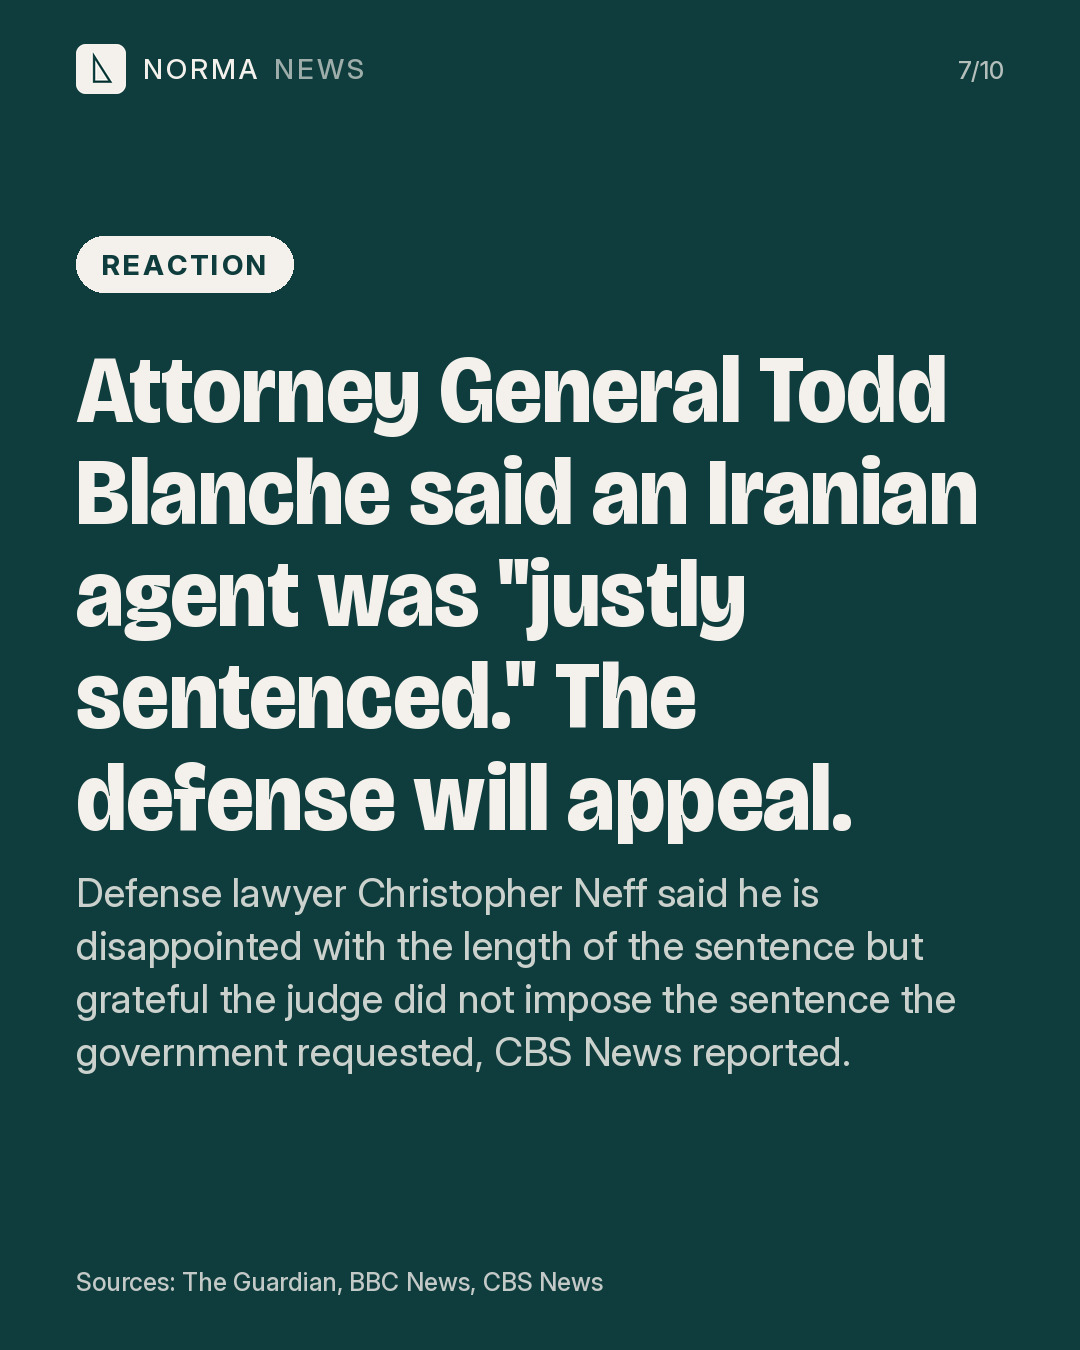 NORMA NEWS
7/10
REACTION
Attorney General Todd
Blanche said an Iranian
agent was "justly
sentenced." The
defense will appeal.
Defense lawyer Christopher Neff said he is
disappointed with the length of the sentence but
grateful the judge did not impose the sentence the
government requested, CBS News reported.
Sources: The Guardian, BBC News, CBS News